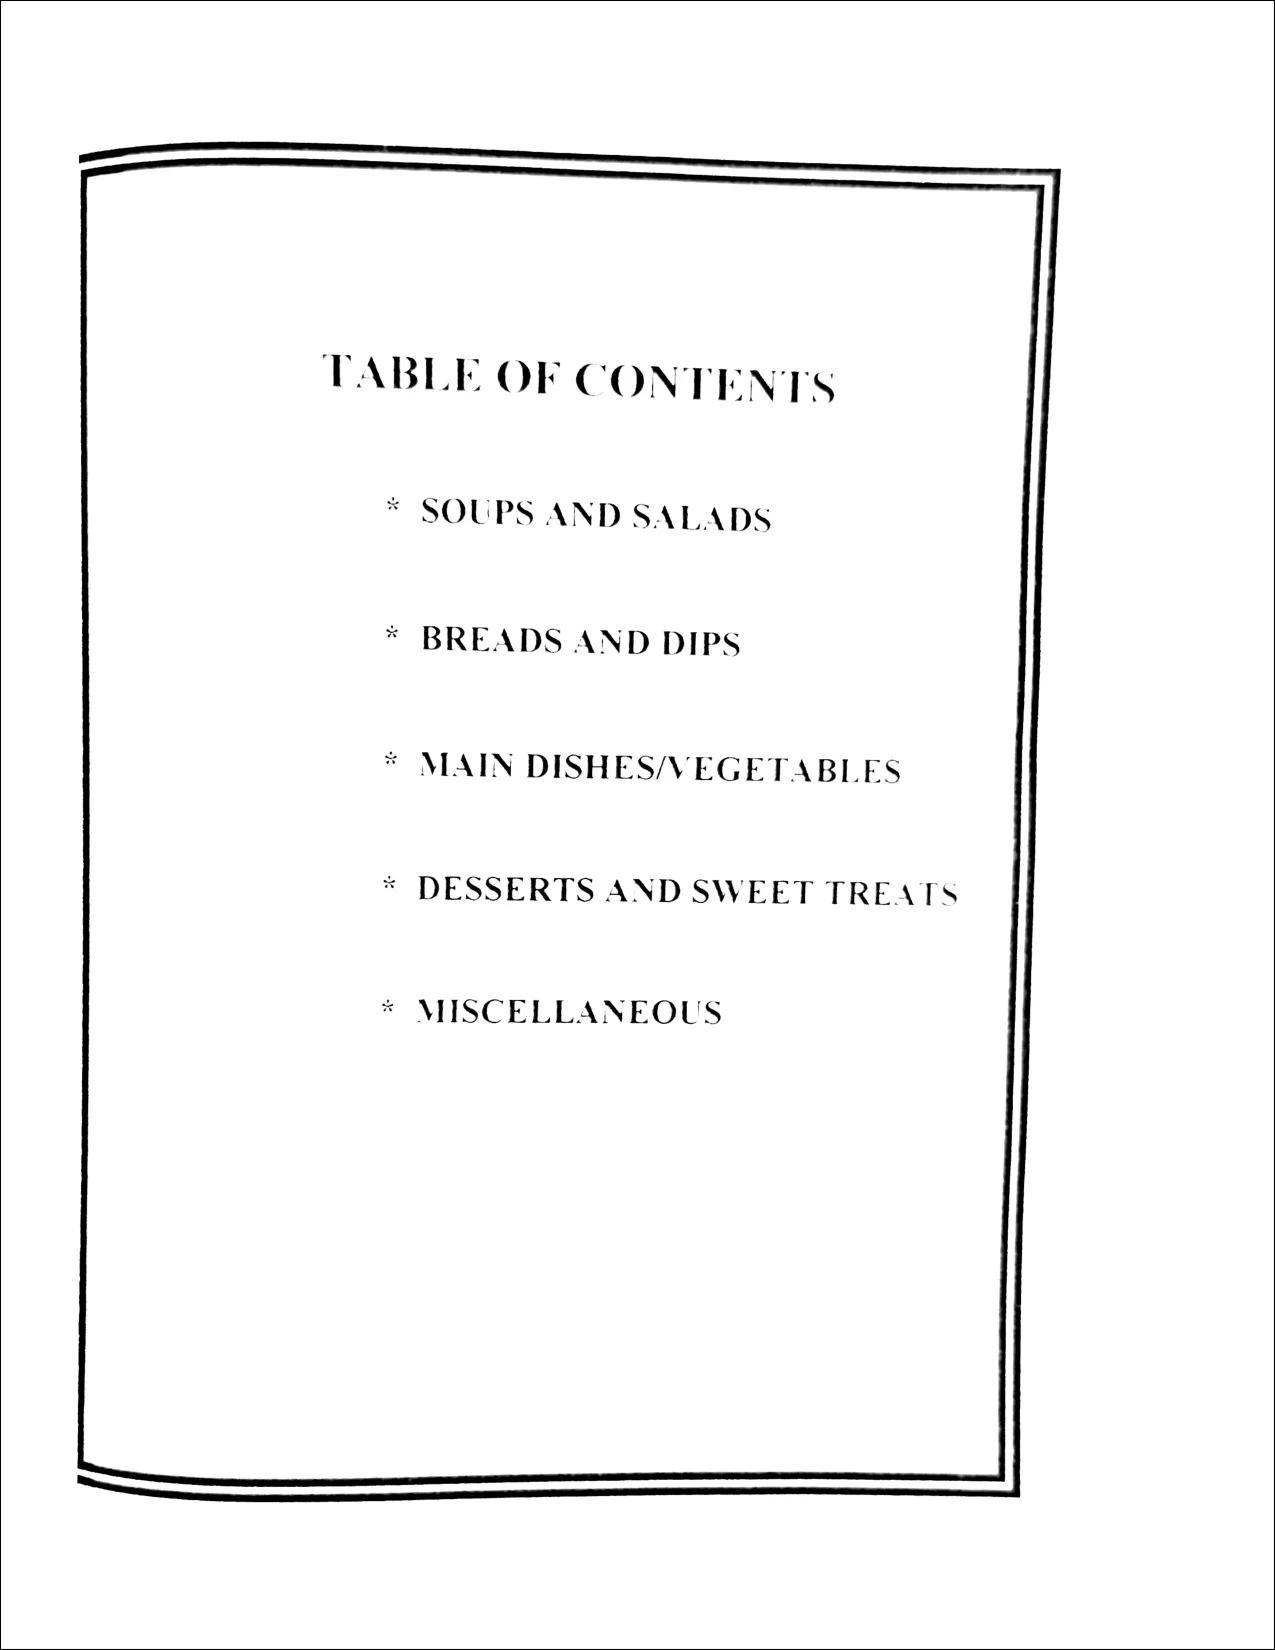 TABLE OF CONTENTS
* SOUPS AND SALADS
* BREADS AND DIPS
* MAIN DISHES/VEGETABLES
* DESSERTS AND SWEET TREATS
* MISCELLANEOUS